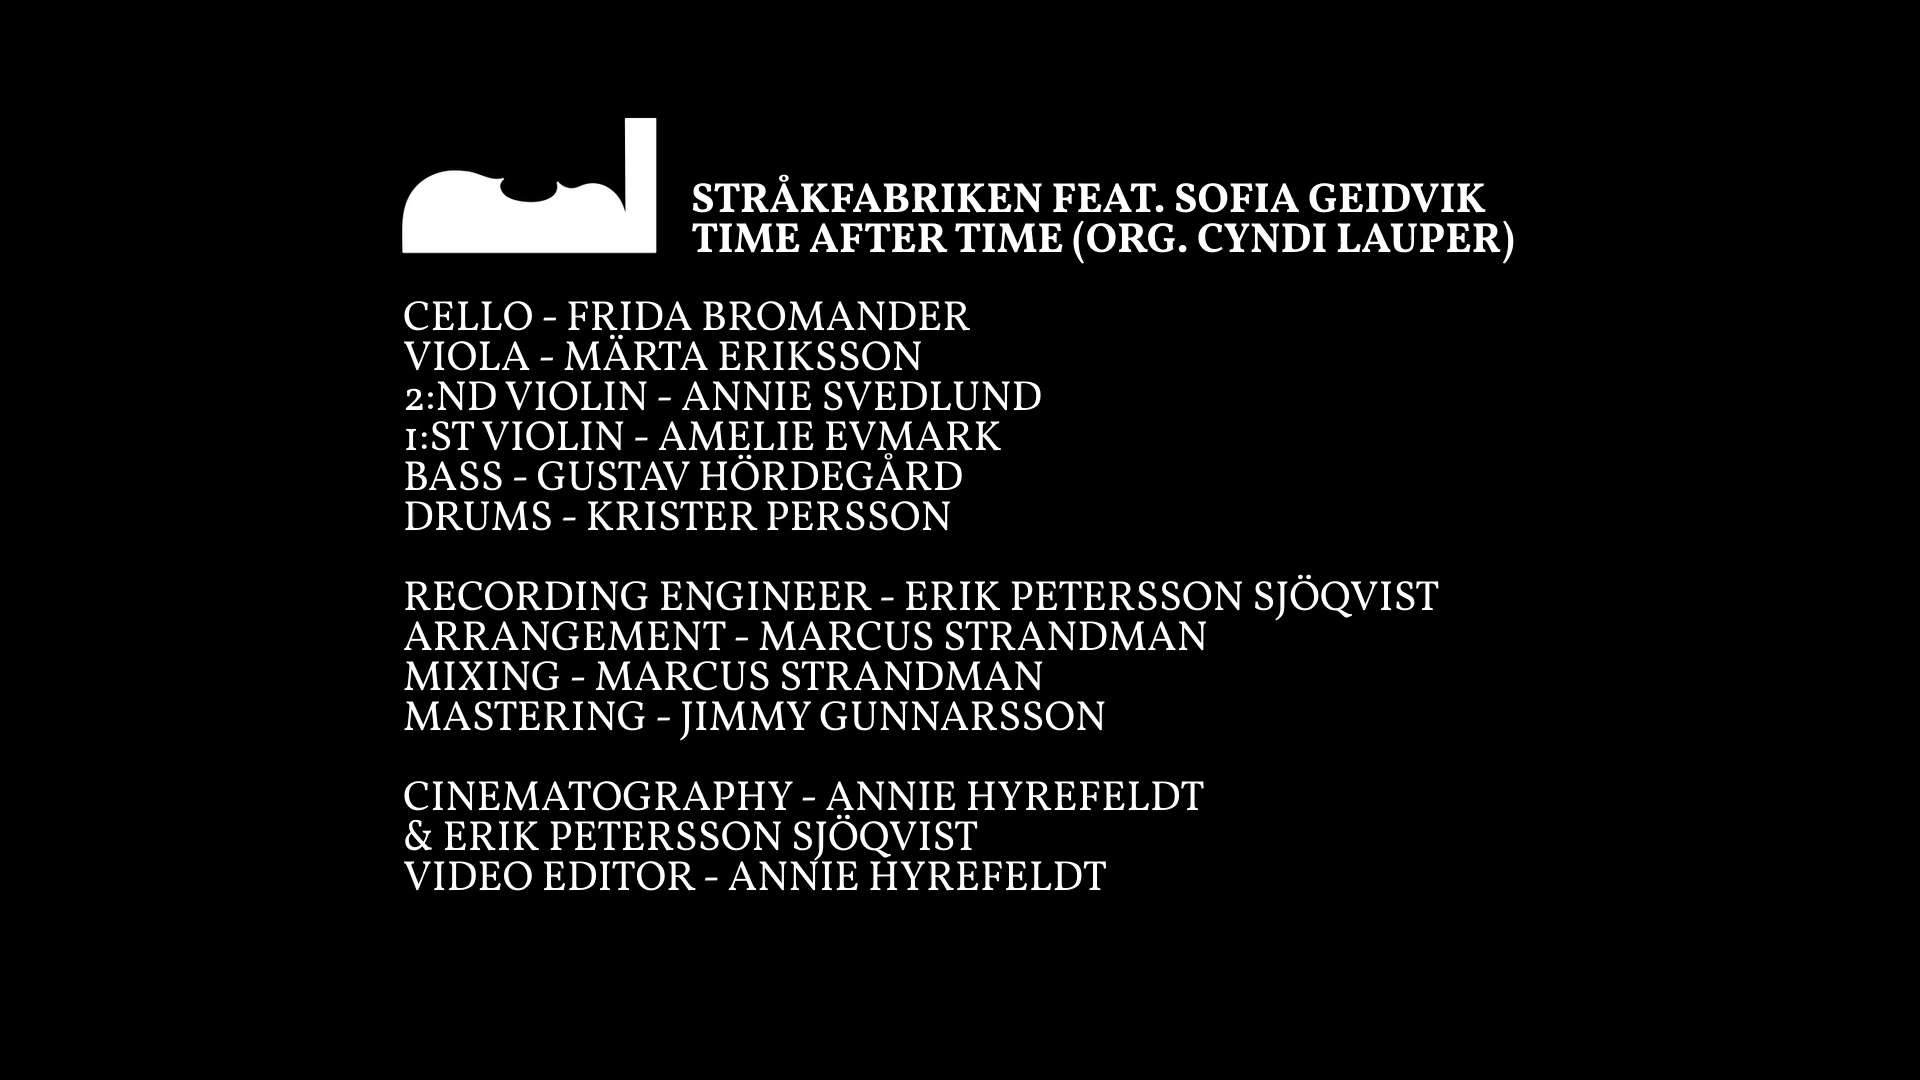 STRÅKFABRIKEN FEAT. SOFIA GEIDVIK
TIME AFTER TIME (ORG. CYNDI LAUPER)
CELLO - FRIDA BROMANDER
VIOLA - MÄRTA ERIKSSON
2:ND VIOLIN - ANNIE SVEDLUND
1:ST VIOLIN - AMELIE EVMARK
BASS - GUSTAV HÖRDEGÅRD
DRUMS - KRISTER PERSSON
RECORDING ENGINEER - ERIK PETERSSON SJÖQVIST
ARRANGEMENT - MARCUS STRANDMAN
MIXING - MARCUS STRANDMAN
MASTERING - JIMMY GUNNARSSON
CINEMATOGRAPHY - ANNIE HYREFELDT
& ERIK PETERSSON SJÖQVIST
VIDEO EDITOR - ANNIE HYREFELDT